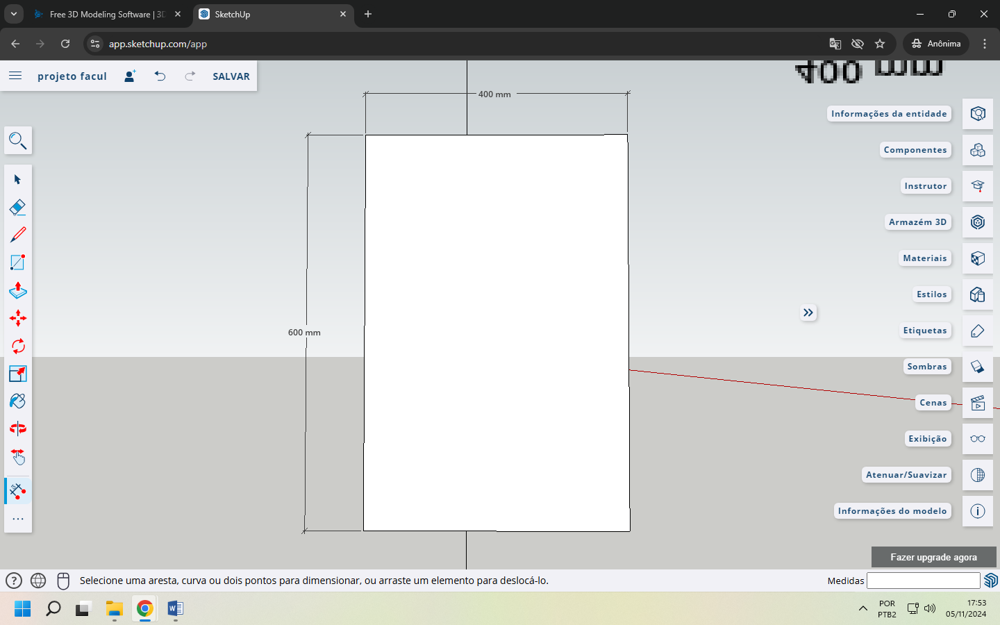 Free 3D Modeling Software | 3D
SketchUp
app.sketchup.com/app
Anônima
projeto facul
SALVAR
400 mm
400 mm
600 mm
Informações da entidade
Componentes
Instrutor
Armazém 3D
Materiais
Estilos
Etiquetas
Sombras
Cenas
Exibição
Atenuar/Suavizar
Informações do modelo
Fazer upgrade agora
Selecione uma aresta, curva ou dois pontos para dimensionar, ou arraste um elemento para deslocá-lo.
Medidas
POR
PTB2
17:53
05/11/2024